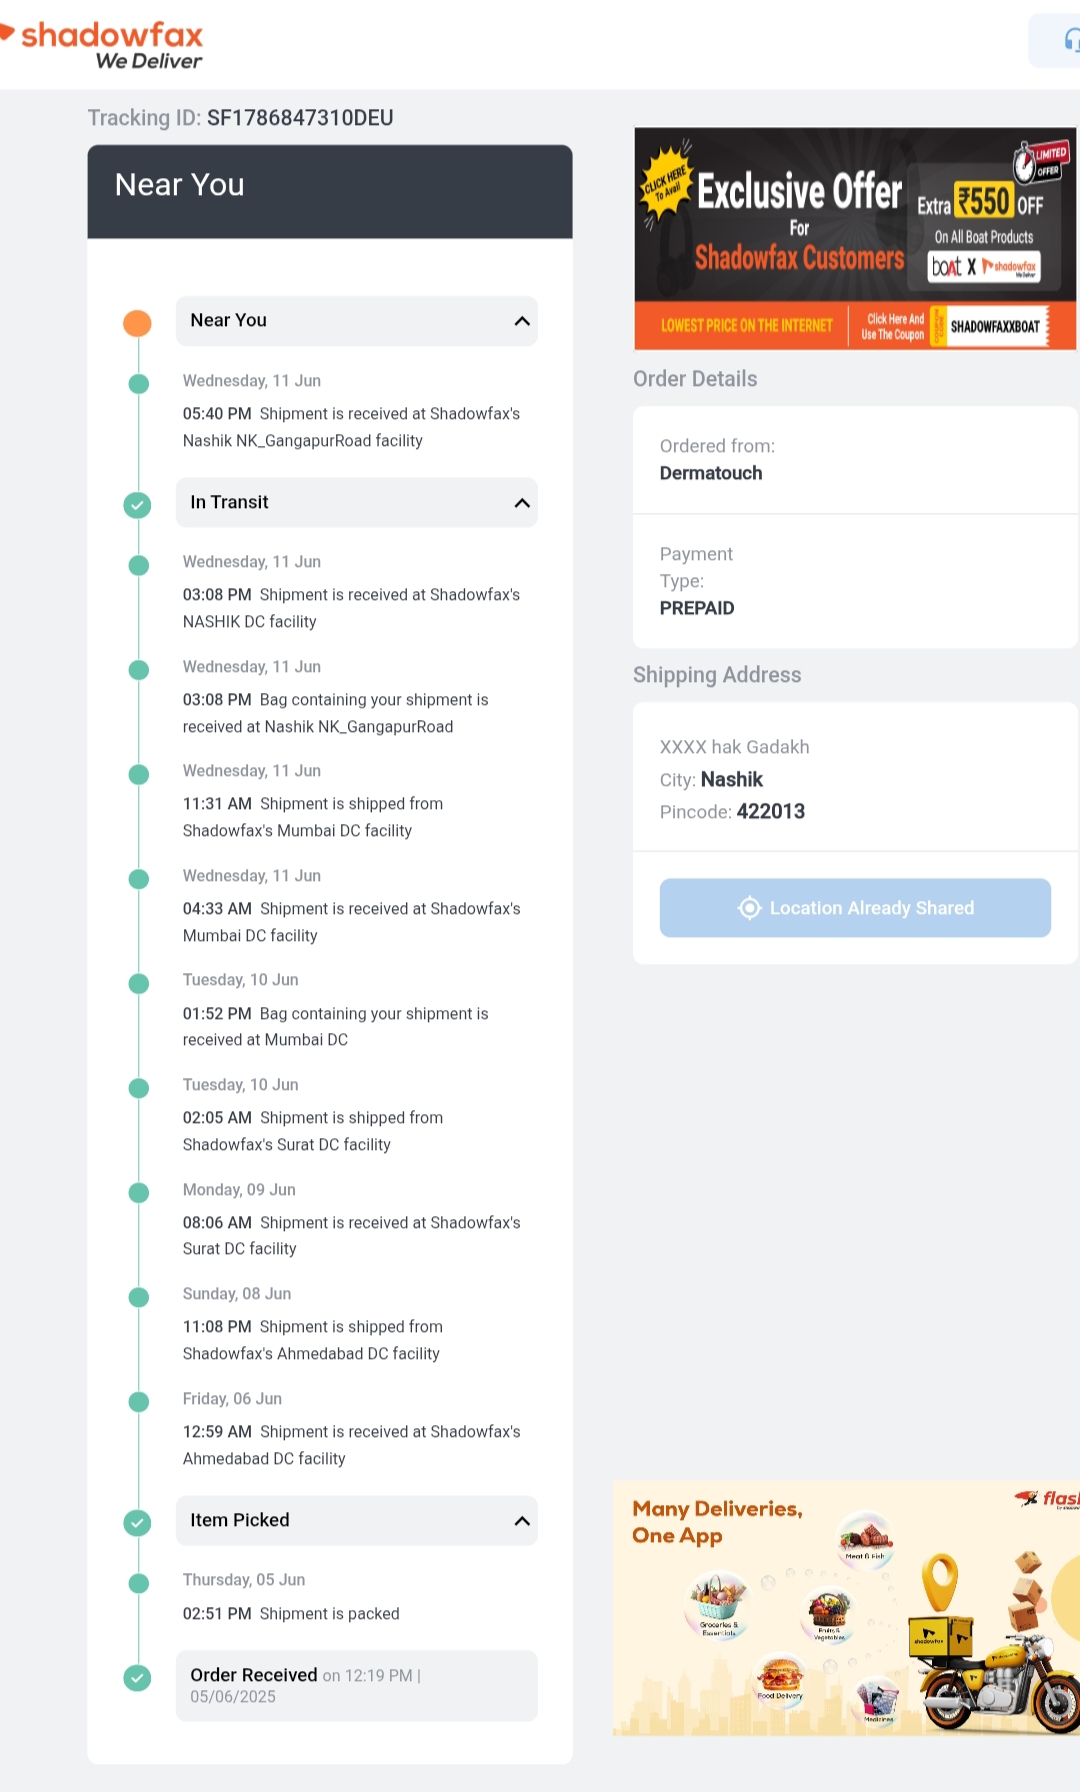 shadowfax
We Deliver
Tracking ID: SF1786847310DEU
Near You
Near You
Wednesday, 11 Jun
05:40 PM Shipment is received at Shadowfax's
Nashik NK_GangapurRoad facility
In Transit
Wednesday, 11 Jun
03:08 PM Shipment is received at Shadowfax's
NASHIK DC facility
Wednesday, 11 Jun
03:08 PM Bag containing your shipment is
received at Nashik NK_GangapurRoad
Wednesday, 11 Jun
11:31 AM Shipment is shipped from
Shadowfax's Mumbai DC facility
Wednesday, 11 Jun
04:33 AM Shipment is received at Shadowfax's
Mumbai DC facility
Tuesday, 10 Jun
01:52 PM Bag containing your shipment is
received at Mumbai DC
Tuesday, 10 Jun
02:05 AM Shipment is shipped from
Shadowfax's Surat DC facility
Monday, 09 Jun
08:06 AM Shipment is received at Shadowfax's
Surat DC facility
Sunday, 08 Jun
11:08 PM Shipment is shipped from
Shadowfax's Ahmedabad DC facility
Friday, 06 Jun
12:59 AM Shipment is received at Shadowfax's
Ahmedabad DC facility
Item Picked
Thursday, 05 Jun
02:51 PM Shipment is packed
Order Received on 12:19 PM |
05/06/2025
CLICK HERE
To Avail
Exclusive Offer
For
Shadowfax Customers
LIMITED
OFFER
Extra ₹550 OFF
On All Boat Products
boAt X shadowfax
We Deliver
LOWEST PRICE ON THE INTERNET
Click Here And
Use The Coupon
COUPON
CODE
SHADOWFAXXBOAT
Order Details
Ordered from:
Dermatouch
Payment
Type:
PREPAID
Shipping Address
XXXX hak Gadakh
City: Nashik
Pincode: 422013
Location Already Shared
Many Deliveries,
One App
flash
Meat & Fish
Groceries &
Essentials
Fruits &
Vegetables
Food Delivery
Medicines
shadowfax